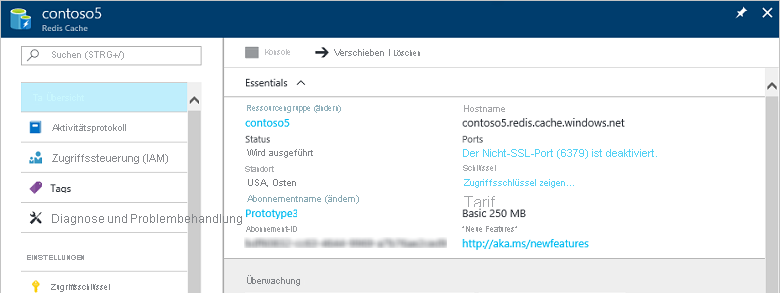 contoso5
Redis Cache
Suchen (STRG+/)
Aktivitätsprotokoll
Zugriffssteuerung (IAM)
Tags
Diagnose und Problembehandlung
EINSTELLUNGEN
Zugriffsschlüssel
Konsole
Verschieben
Löschen
Essentials
Ressourcengruppe (ändern)
contoso5
Status
Wird ausgeführt
Standort
USA, Osten
Abonnementname (ändern)
Prototype3
Abonnement-ID
Hostname
contoso5.redis.cache.windows.net
Ports
Der Nicht-SSL-Port (6379) ist deaktiviert.
Schlüssel
Zugriffsschlüssel zeigen...
Tarif
Basic 250 MB
"Neue Features"
http://aka.ms/newfeatures
Überwachung